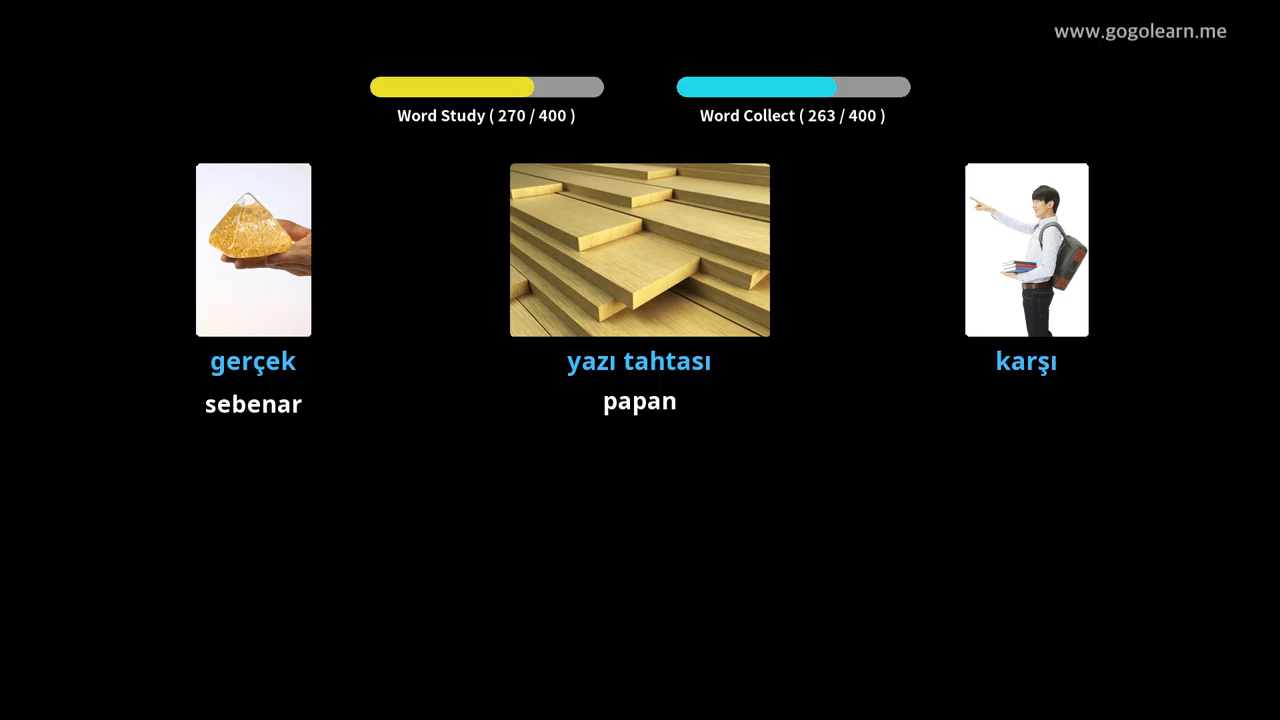 www.gogolearn.me
Word Study ( 270 / 400 )
Word Collect ( 263 / 400 )
gerçek
yazı tahtası
karşı
sebenar
papan